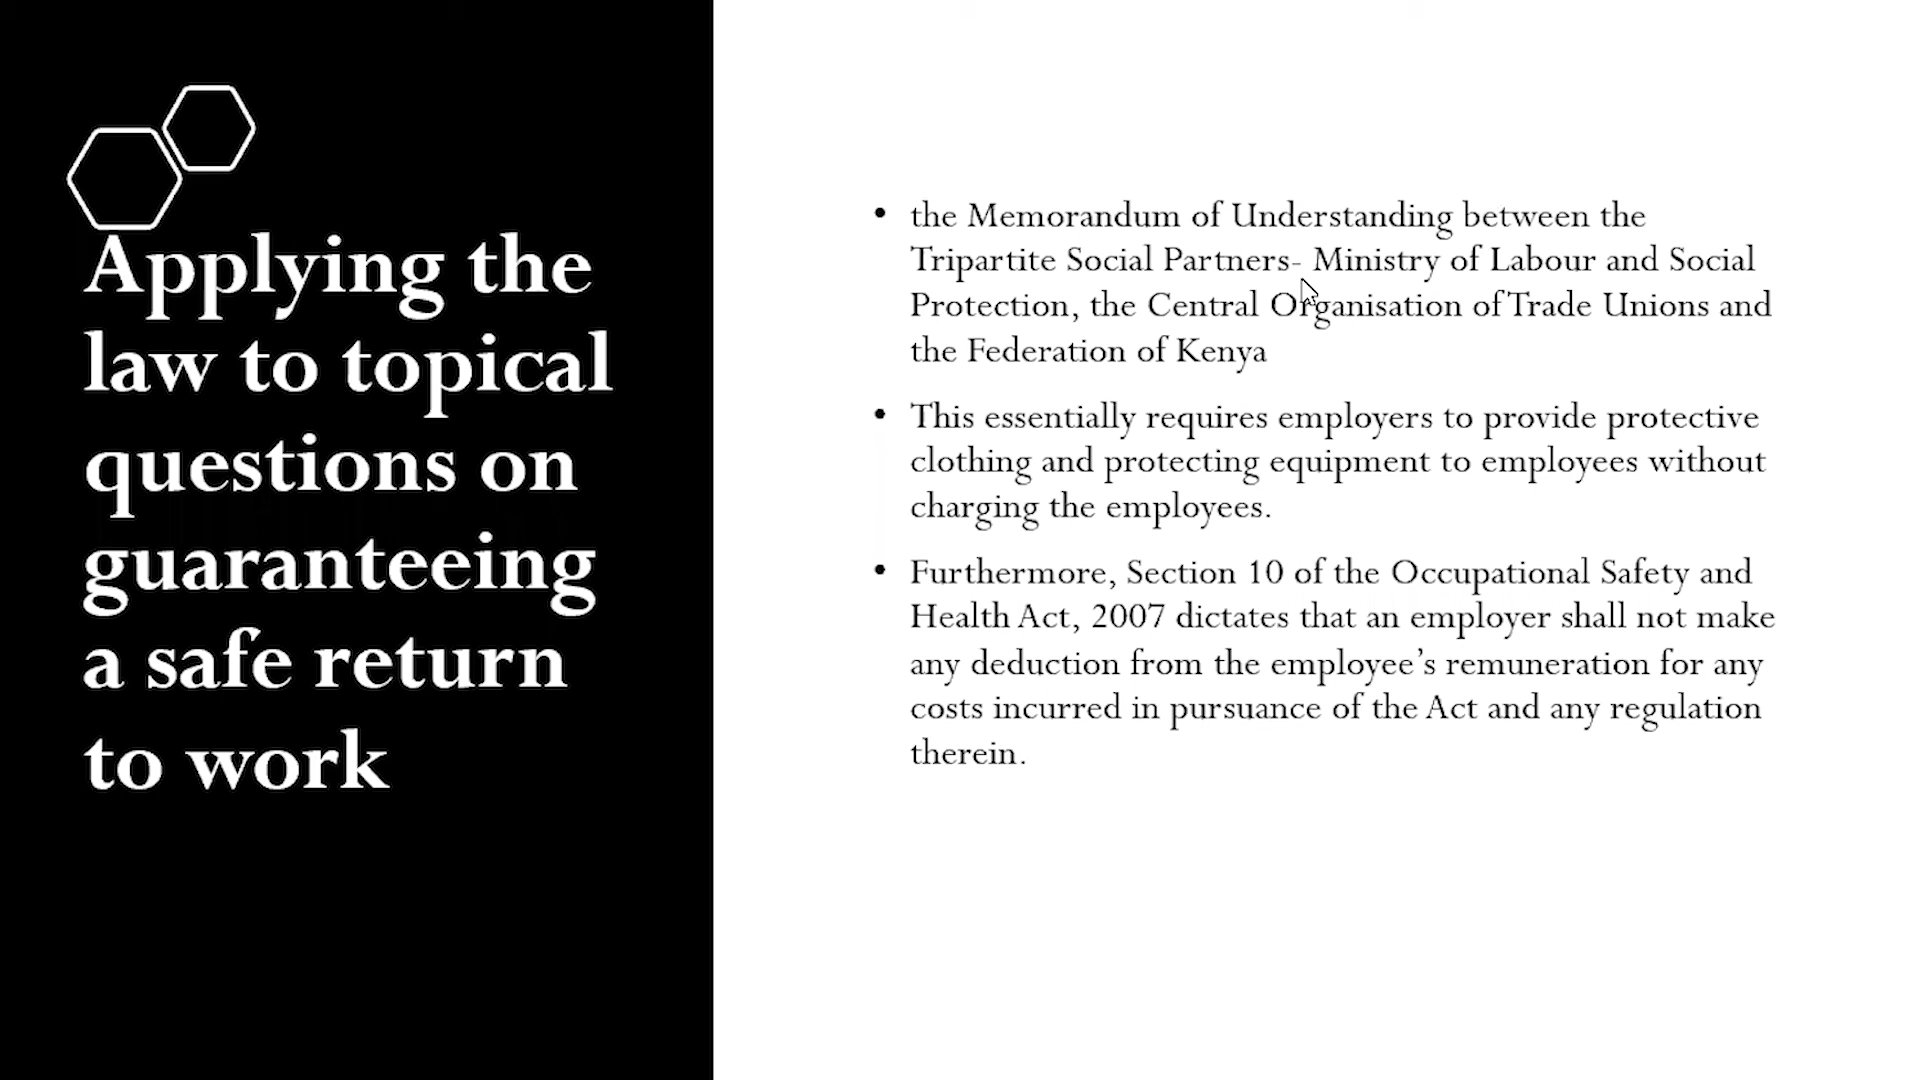 Applying the
law to topical
questions on
guaranteeing
a safe return
to work
• the Memorandum of Understanding between the
Tripartite Social Partners- Ministry of Labour and Social
Protection, the Central Organisation of Trade Unions and
the Federation of Kenya
• This essentially requires employers to provide protective
clothing and protecting equipment to employees without
charging the employees.
• Furthermore, Section 10 of the Occupational Safety and
Health Act, 2007 dictates that an employer shall not make
any deduction from the employee’s remuneration for any
costs incurred in pursuance of the Act and any regulation
therein.